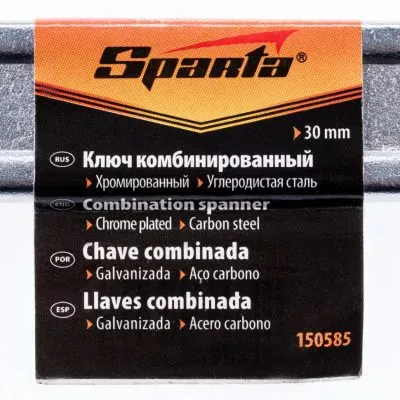 Sparta®
30 mm
RUS Ключ комбинированный
Хромированный Углеродистая сталь
ENG Combination spanner
Chrome plated Carbon steel
POR Chave combinada
Galvanizada Aço carbono
ESP Llaves combinada
Galvanizada Acero carbono
150585